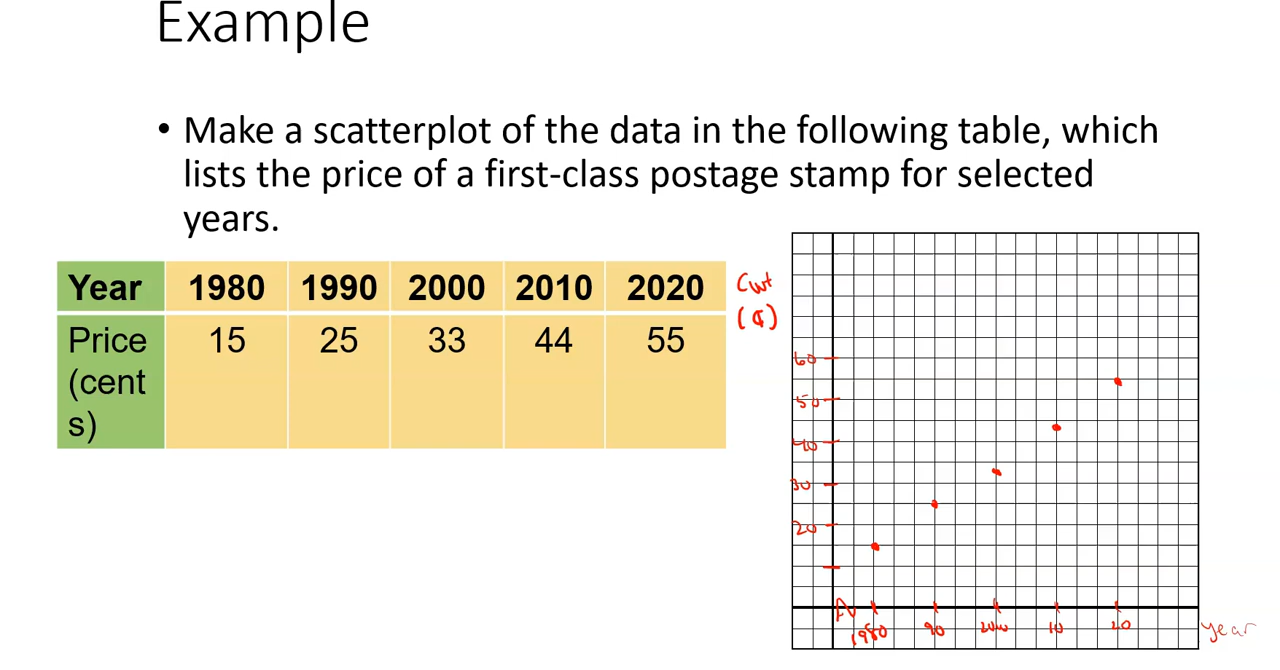 Example
• Make a scatterplot of the data in the following table, which
lists the price of a first-class postage stamp for selected
years.
Year 1980 1990 2000 2010 2020
Price 15 25 33 44 55
(cent
s)
(¢)
60
50
40
30
20
1980 90 2000 10 20
year